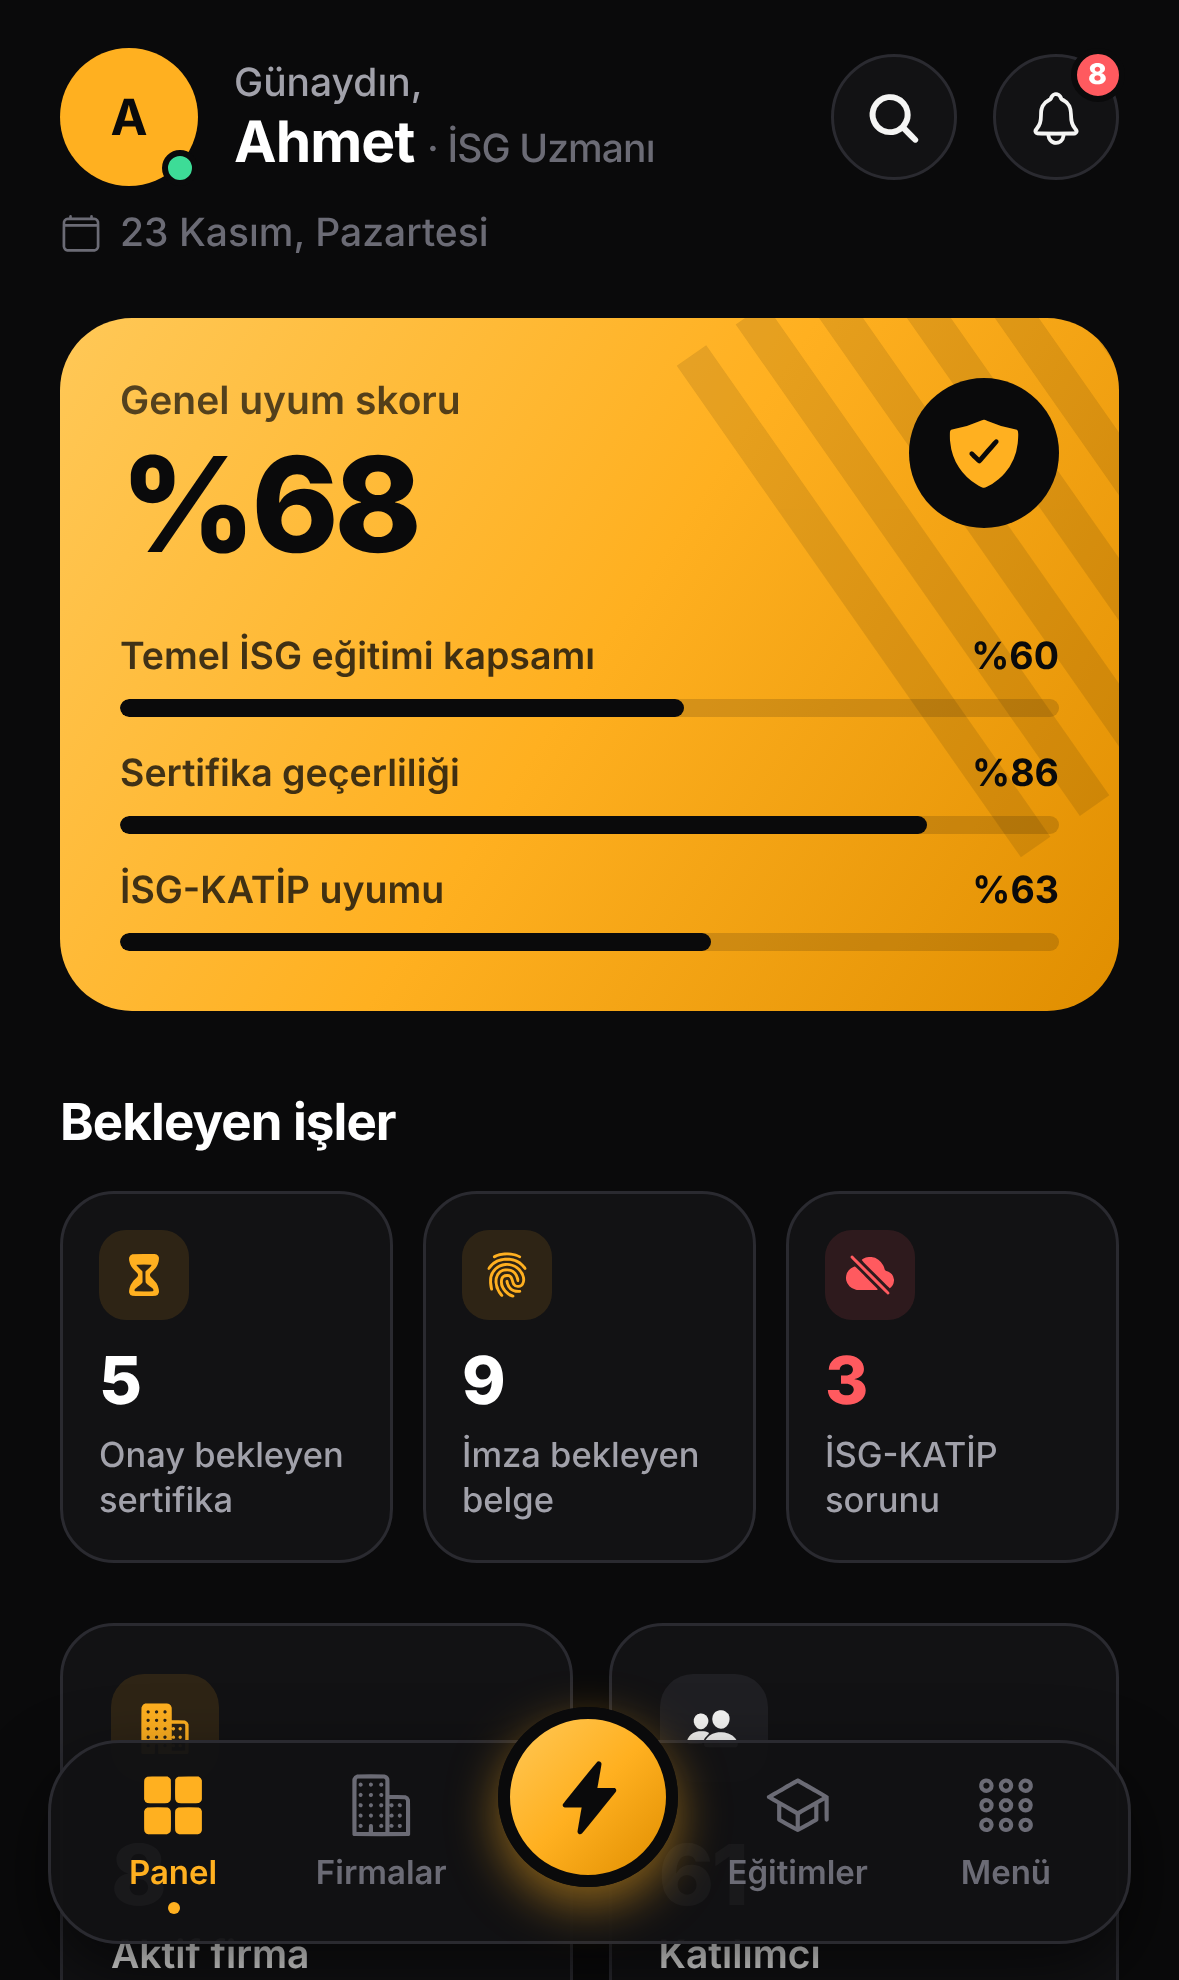 A
Günaydın,
Ahmet · İSG Uzmanı
8
23 Kasım, Pazartesi
Genel uyum skoru
%68
Temel İSG eğitimi kapsamı %60
Sertifika geçerliliği %86
İSG-KATİP uyumu %63
Bekleyen işler
5
Onay bekleyen
sertifika
9
İmza bekleyen
belge
3
İSG-KATİP
sorunu
8
61
Panel
Firmalar
Eğitimler
Menü
Aktif firma
Katılımcı